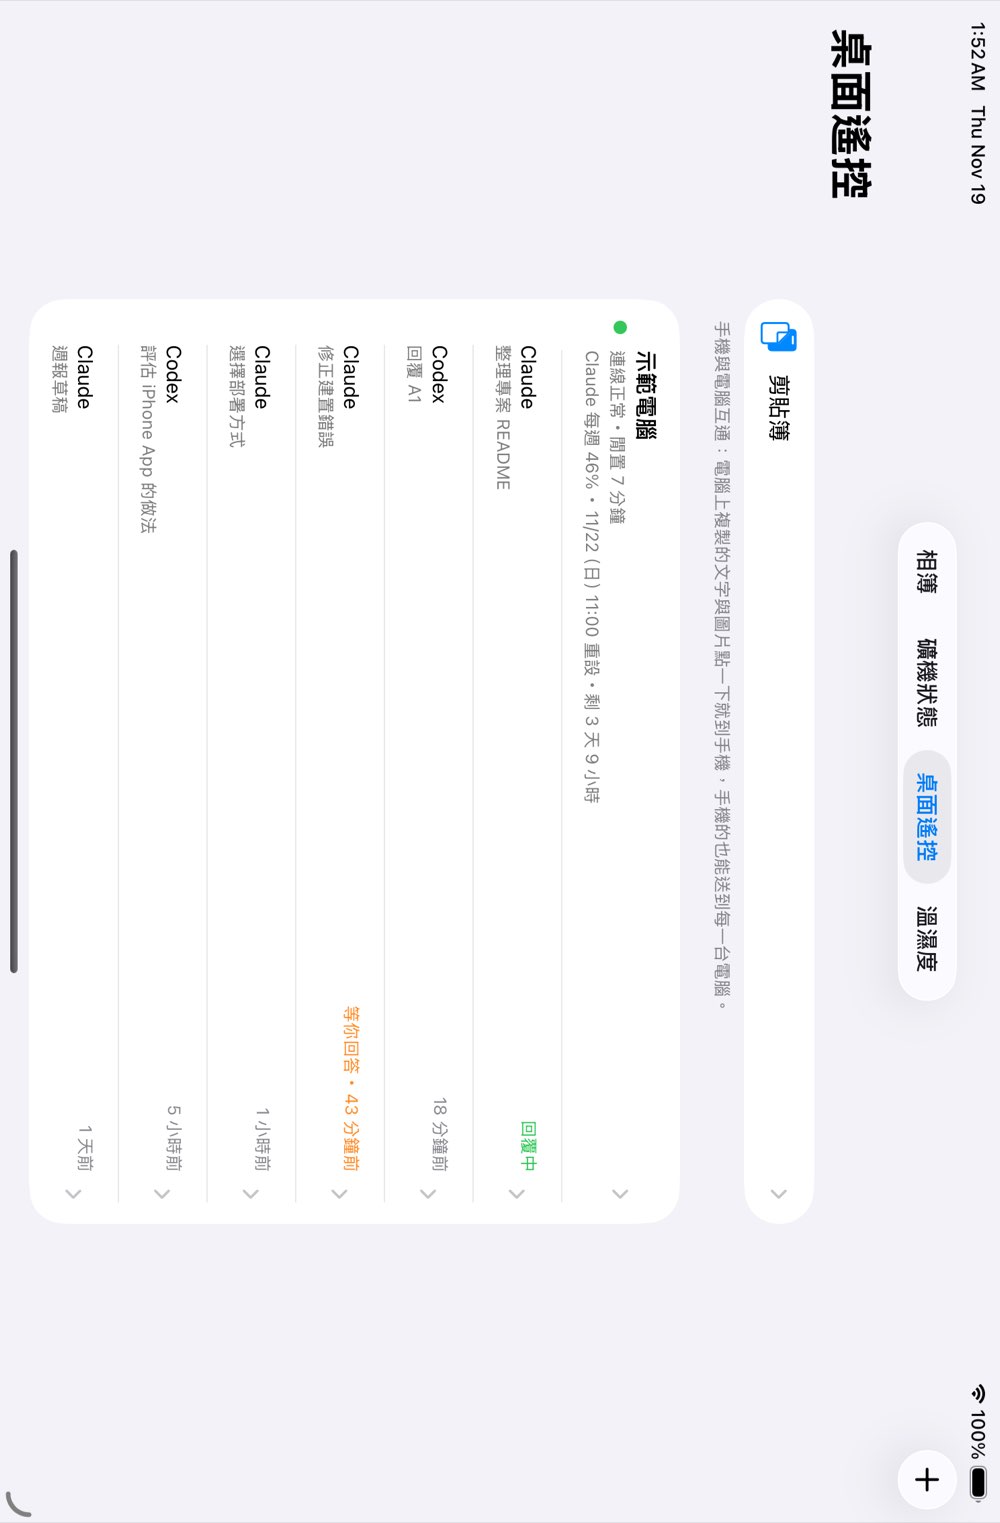 1:52 AM Thu Nov 19
100%
相簿 礦機狀態 桌面遙控 溫濕度
桌面遙控
剪貼簿
手機與電腦互通：電腦上複製的文字與圖片點一下就到手機，手機的也能送到每一台電腦。
示範電腦
連線正常・閒置 7 分鐘
Claude 每週 46%・11/22 (日) 11:00 重設・剩 3 天 9 小時
Claude 回覆中
整理專案 README
Codex 18 分鐘前
回覆 A1
Claude 等你回答・43 分鐘前
修正建置錯誤
Claude 1 小時前
選擇部署方式
Codex 5 小時前
評估 iPhone App 的做法
Claude 1 天前
週報草稿